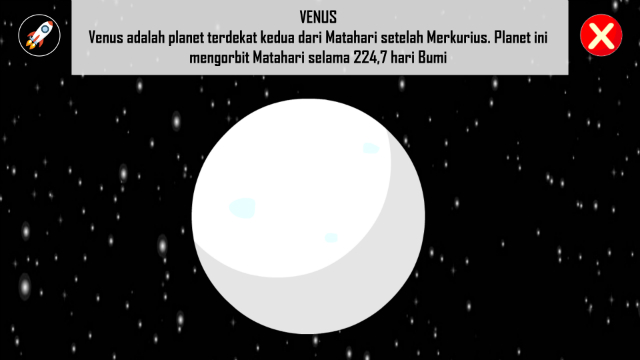 VENUS
Venus adalah planet terdekat kedua dari Matahari setelah Merkurius. Planet ini
mengorbit Matahari selama 224,7 hari Bumi